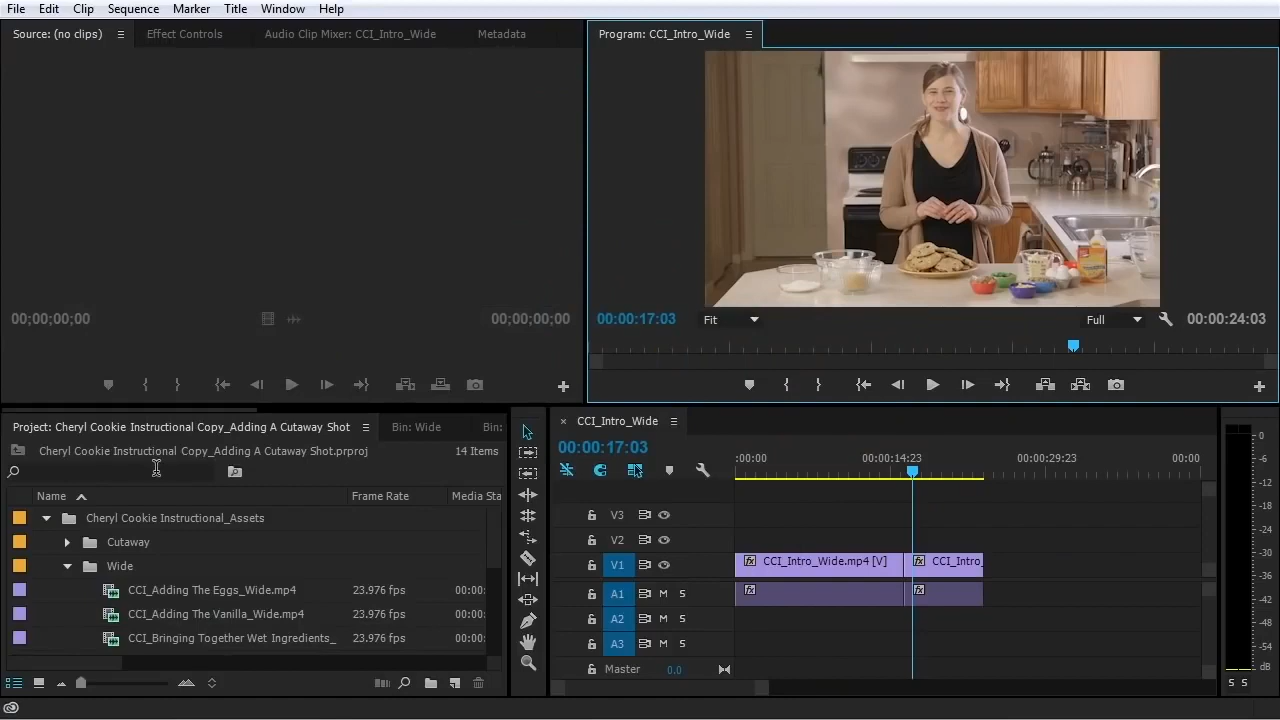 File Edit Clip Sequence Marker Title Window Help
Source: (no clips) Effect Controls Audio Clip Mixer: CCI_Intro_Wide Metadata
Program: CCI_Intro_Wide
00;00;00;00 00;00;00;00
00:00:17:03 Fit Full 00:00:24:03
Project: Cheryl Cookie Instructional Copy_Adding A Cutaway Shot Bin: Wide Bin:
Cheryl Cookie Instructional Copy_Adding A Cutaway Shot.prproj 14 Items
Name Frame Rate Media Sta
Cheryl Cookie Instructional_Assets
Cutaway
Wide
CCI_Adding The Eggs_Wide.mp4 23.976 fps 00:00:
CCI_Adding The Vanilla_Wide.mp4 23.976 fps 00:00:
CCI_Bringing Together Wet Ingredients_ 23.976 fps 00:00:
× CCI_Intro_Wide
00:00:17:03
:00:00 00:00:14:23 00:00:29:23 00:00
V3
V2
V1 fx CCI_Intro_Wide.mp4 [V] fx CCI_Intro_
A1 M S fx fx
A2 M S
A3 M S
Master 0.0
0
-6
-12
-18
-24
-30
-36
-42
-48
-54
dB
S S